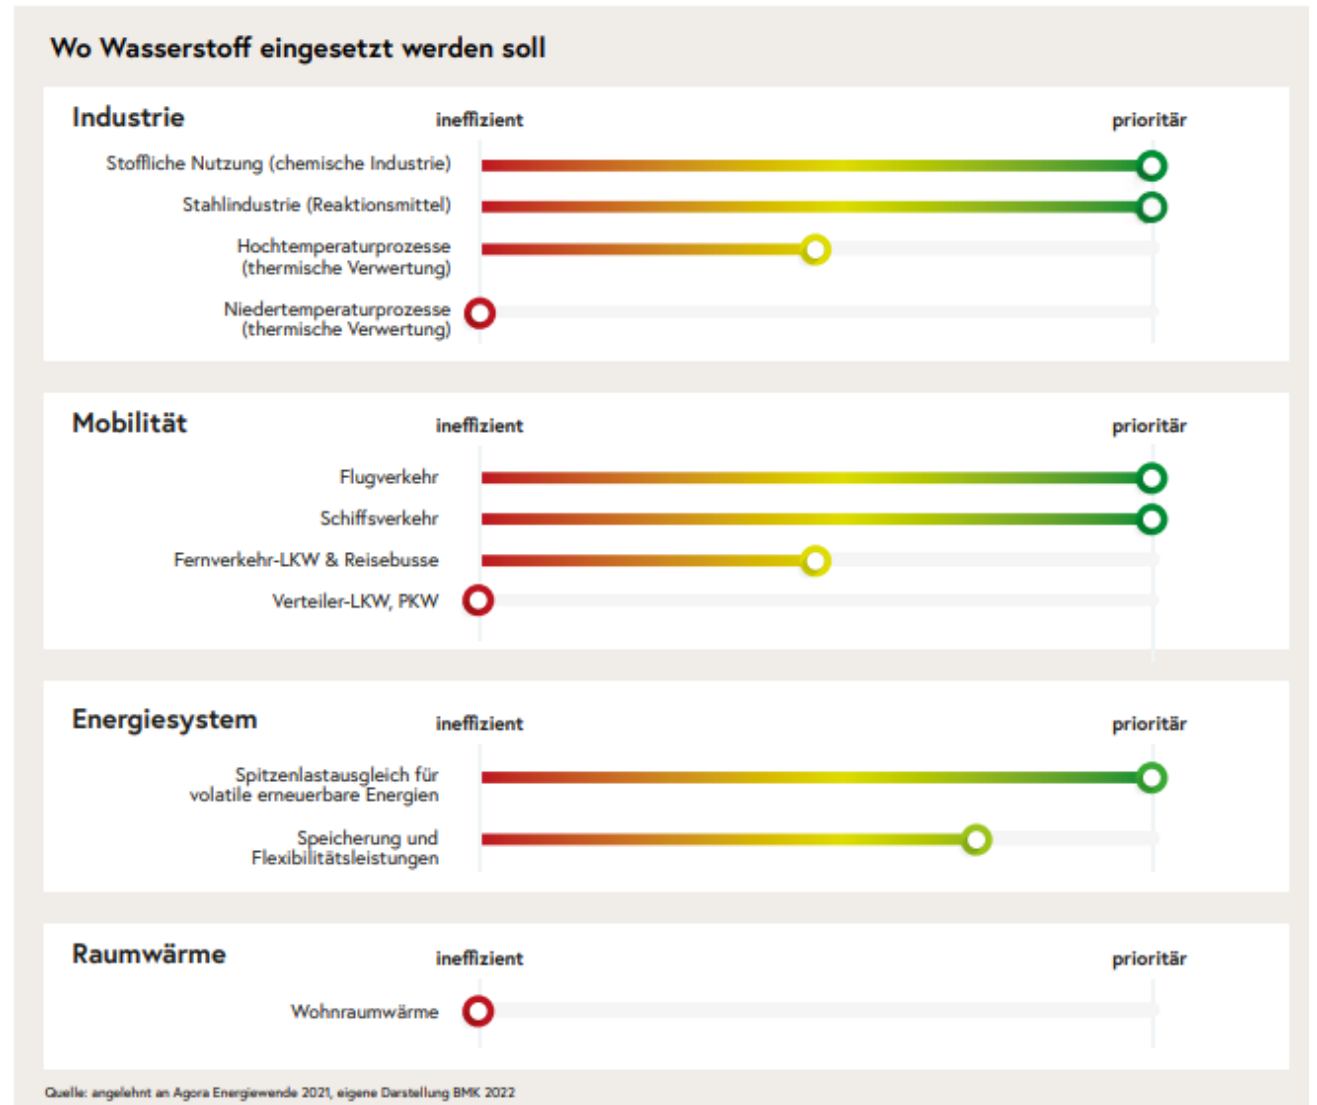 Wo Wasserstoff eingesetzt werden soll
Industrie
ineffizient
prioritär
Stoffliche Nutzung (chemische Industrie)
Stahlindustrie (Reaktionsmittel)
Hochtemperaturprozesse
(thermische Verwertung)
Niedertemperaturprozesse
(thermische Verwertung)
Mobilität
ineffizient
prioritär
Flugverkehr
Schiffsverkehr
Fernverkehr-LKW & Reisebusse
Verteiler-LKW, PKW
Energiesystem
ineffizient
prioritär
Spitzenlastausgleich für
volatile erneuerbare Energien
Speicherung und
Flexibilitätsleistungen
Raumwärme
ineffizient
prioritär
Wohnraumwärme
Quelle: angelehnt an Agora Energiewende 2021, eigene Darstellung BMK 2022